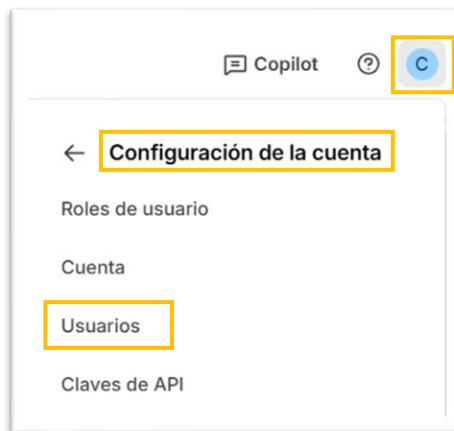 Copilot
C
Configuración de la cuenta
Roles de usuario
Cuenta
Usuarios
Claves de API